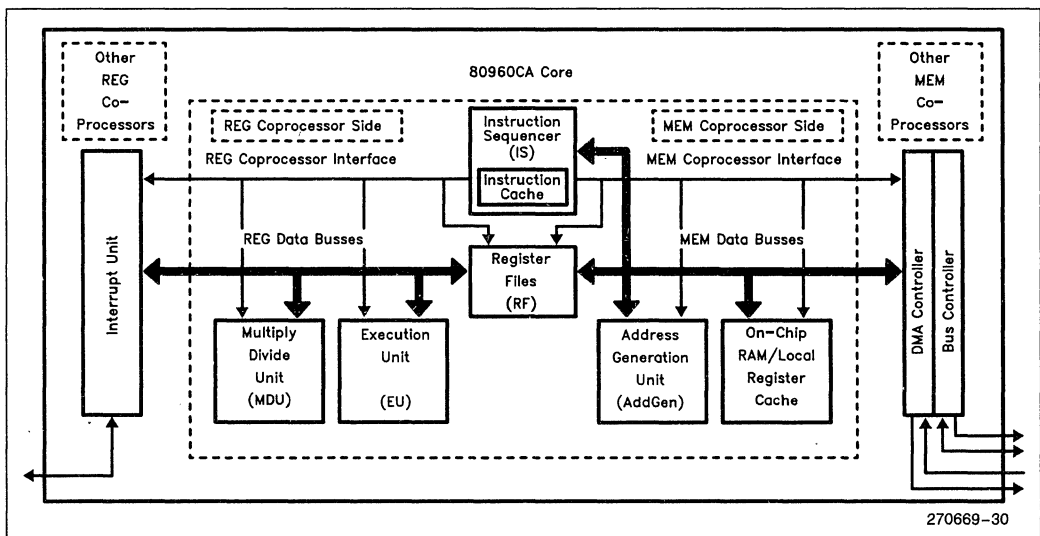 Other
REG
Co-
Processors
80960CA Core
Other
MEM
Co-
Processors
REG Coprocessor Side
Instruction
Sequencer
(IS)
MEM Coprocessor Side
REG Coprocessor Interface
MEM Coprocessor Interface
Instruction
Cache
Interrupt Unit
REG Data Busses
Register
Files
(RF)
MEM Data Busses
DMA Controller
Bus Controller
Multiply
Divide
Unit
(MDU)
Execution
Unit
(EU)
Address
Generation
Unit
(AddGen)
On-Chip
RAM/Local
Register
Cache
270669-30